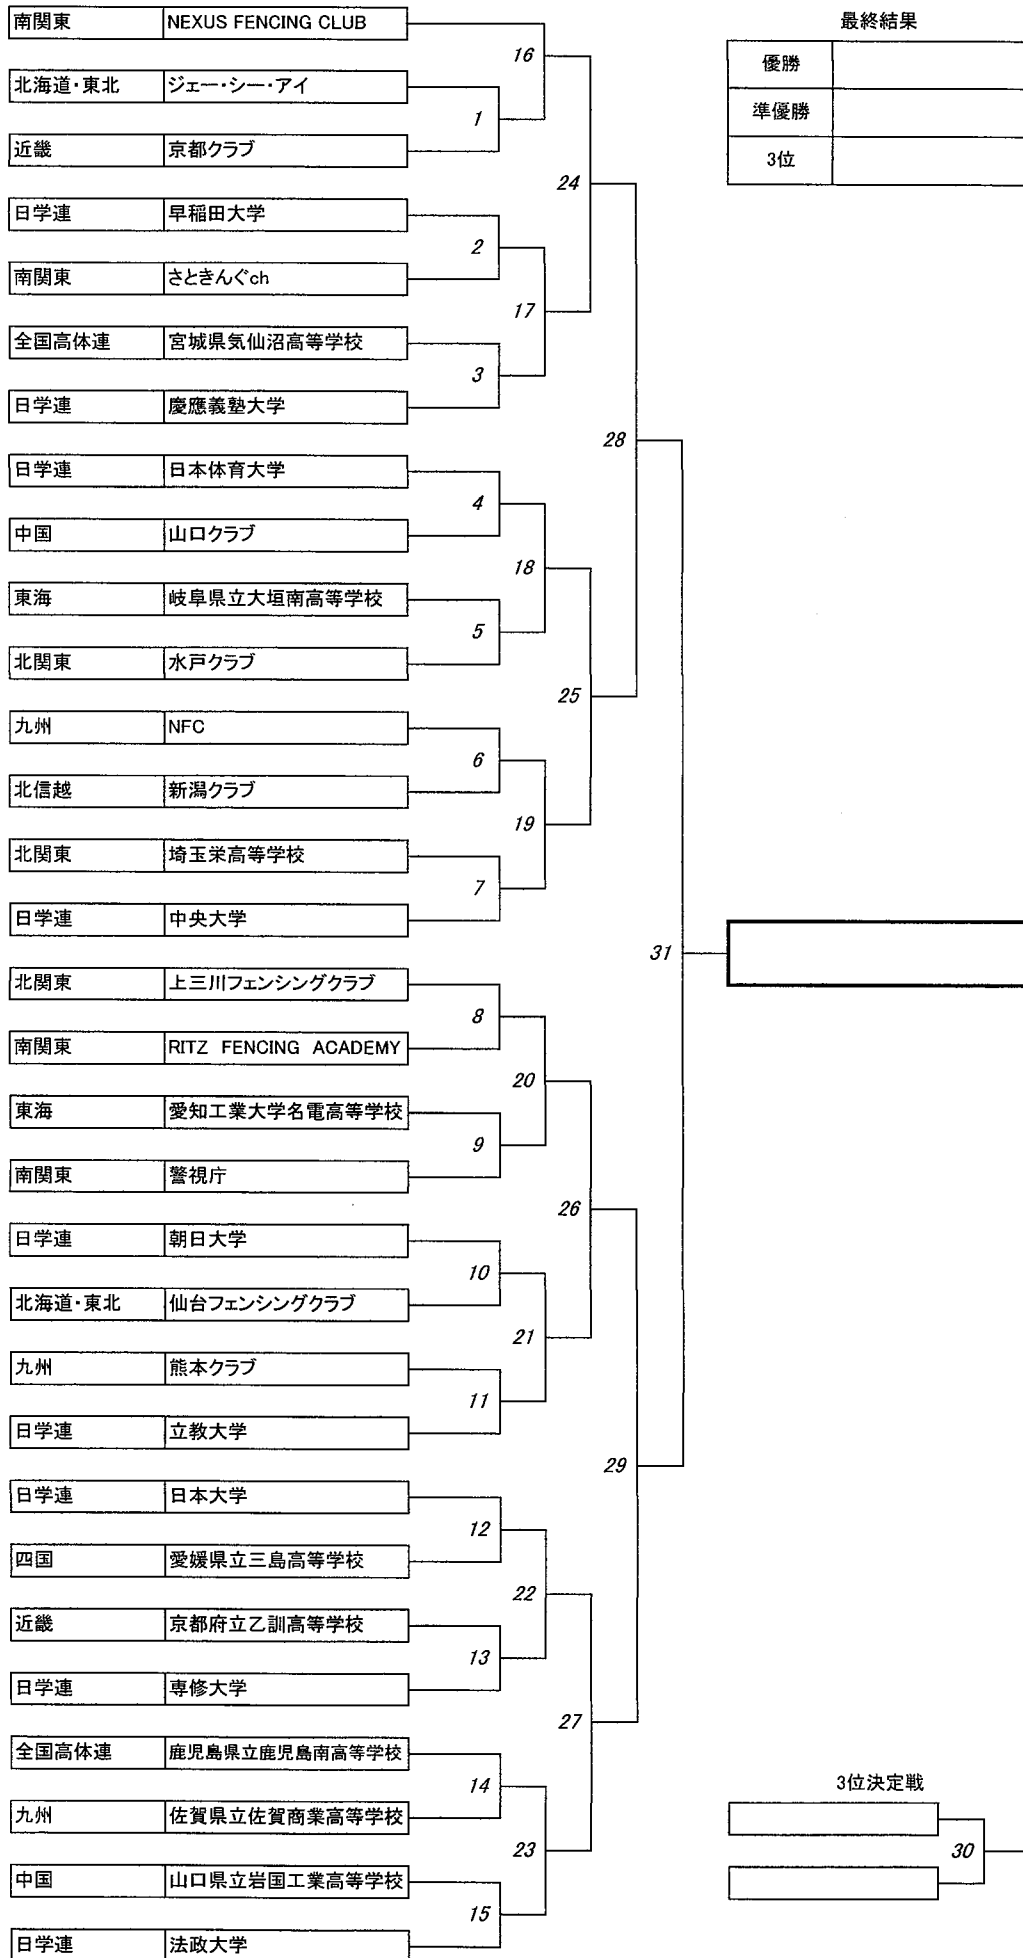 南関東 NEXUS FENCING CLUB
最終結果
16
優勝
北海道・東北 ジェー・シー・アイ
準優勝
1
近畿 京都クラブ
3位
24
日学連 早稲田大学
2
南関東 さときんぐch
17
全国高体連 宮城県気仙沼高等学校
3
日学連 慶應義塾大学
28
日学連 日本体育大学
4
中国 山口クラブ
18
東海 岐阜県立大垣南高等学校
5
北関東 水戸クラブ
25
九州 NFC
6
北信越 新潟クラブ
19
北関東 埼玉栄高等学校
7
日学連 中央大学
31
北関東 上三川フェンシングクラブ
8
南関東 RITZ FENCING ACADEMY
20
東海 愛知工業大学名電高等学校
9
南関東 警視庁
26
日学連 朝日大学
10
北海道・東北 仙台フェンシングクラブ
21
九州 熊本クラブ
11
日学連 立教大学
29
日学連 日本大学
12
四国 愛媛県立三島高等学校
22
近畿 京都府立乙訓高等学校
13
日学連 専修大学
27
全国高体連 鹿児島県立鹿児島南高等学校
14
3位決定戦
九州 佐賀県立佐賀商業高等学校
23
30
中国 山口県立岩国工業高等学校
15
日学連 法政大学